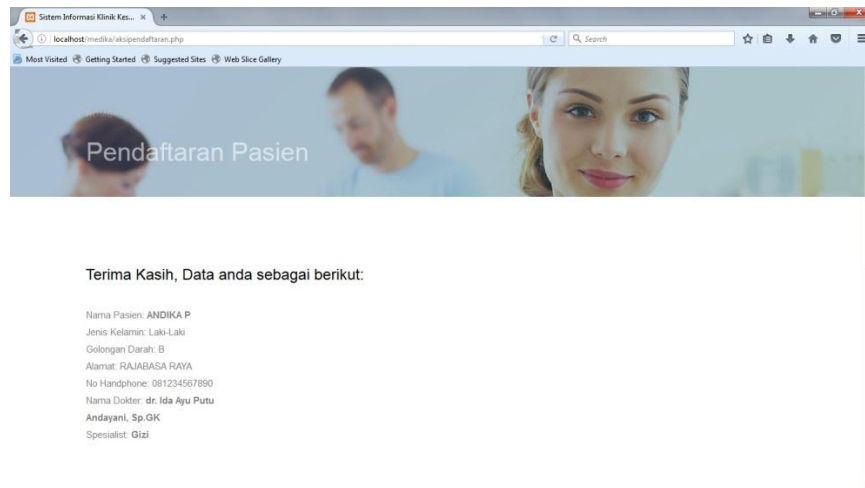 Sistem Informasi Klinik Kes...
localhost/medika/aksipendaftaran.php
Search
Most Visited Getting Started Suggested Sites Web Slice Gallery
Pendaftaran Pasien
Terima Kasih, Data anda sebagai berikut:
Nama Pasien: ANDIKA P
Jenis Kelamin: Laki-Laki
Golongan Darah: B
Alamat: RAJABASA RAYA
No Handphone: 081234567890
Nama Dokter: dr. Ida Ayu Putu
Andayani, Sp.GK
Spesialist: Gizi